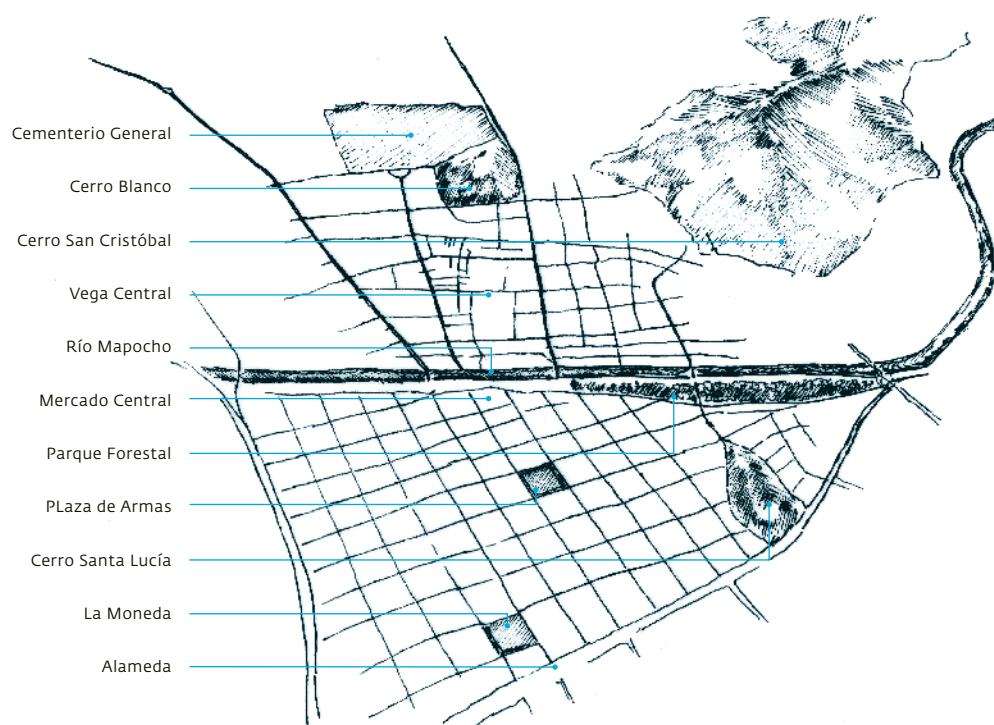 Cementerio General
Cerro Blanco
Cerro San Cristóbal
Vega Central
Río Mapocho
Mercado Central
Parque Forestal
PLaza de Armas
Cerro Santa Lucía
La Moneda
Alameda